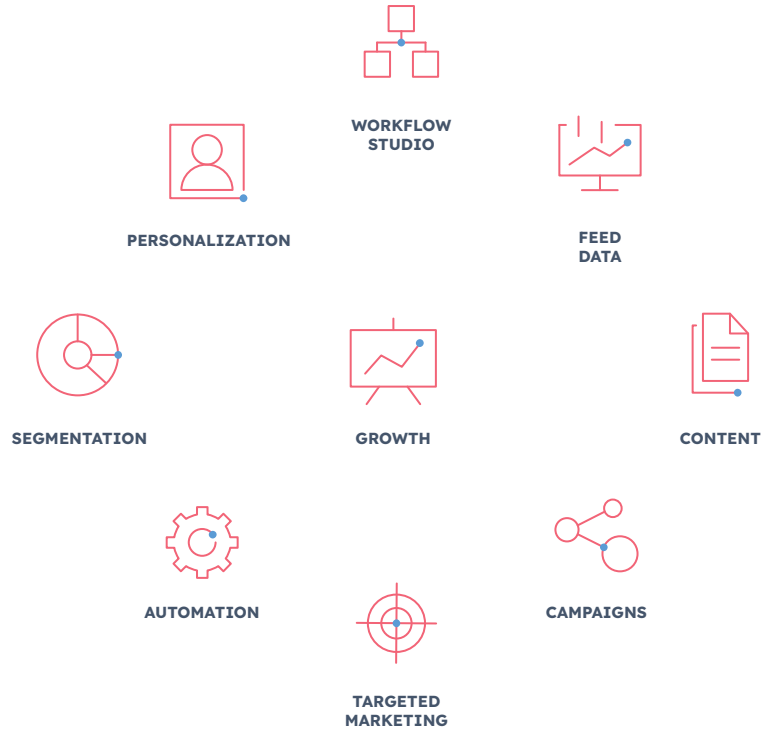 WORKFLOW
STUDIO
PERSONALIZATION
FEED
DATA
SEGMENTATION
GROWTH
CONTENT
AUTOMATION
CAMPAIGNS
TARGETED
MARKETING